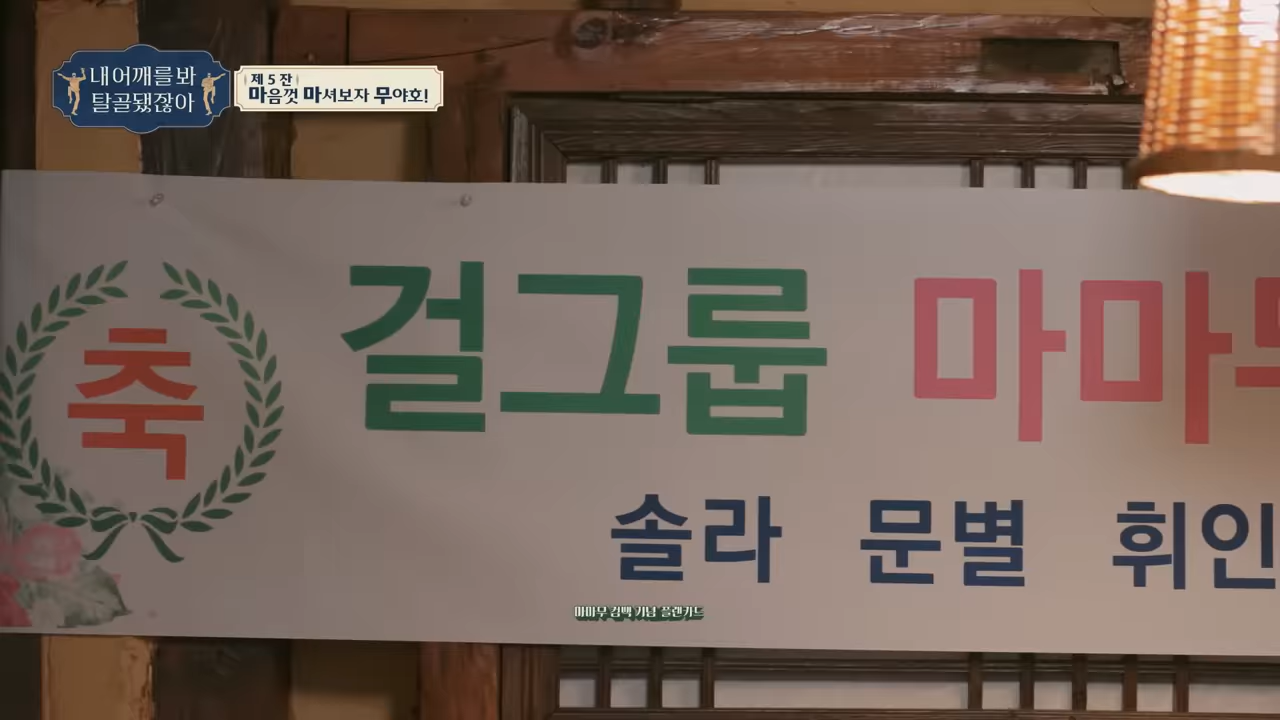 내 어깨를 봐
탈골됐잖아
제 5 잔
마음껏 마셔보자 무야호!
축
걸그룹 마마무
솔라 문별 휘인
마마무 컴백 기념 플랜카드